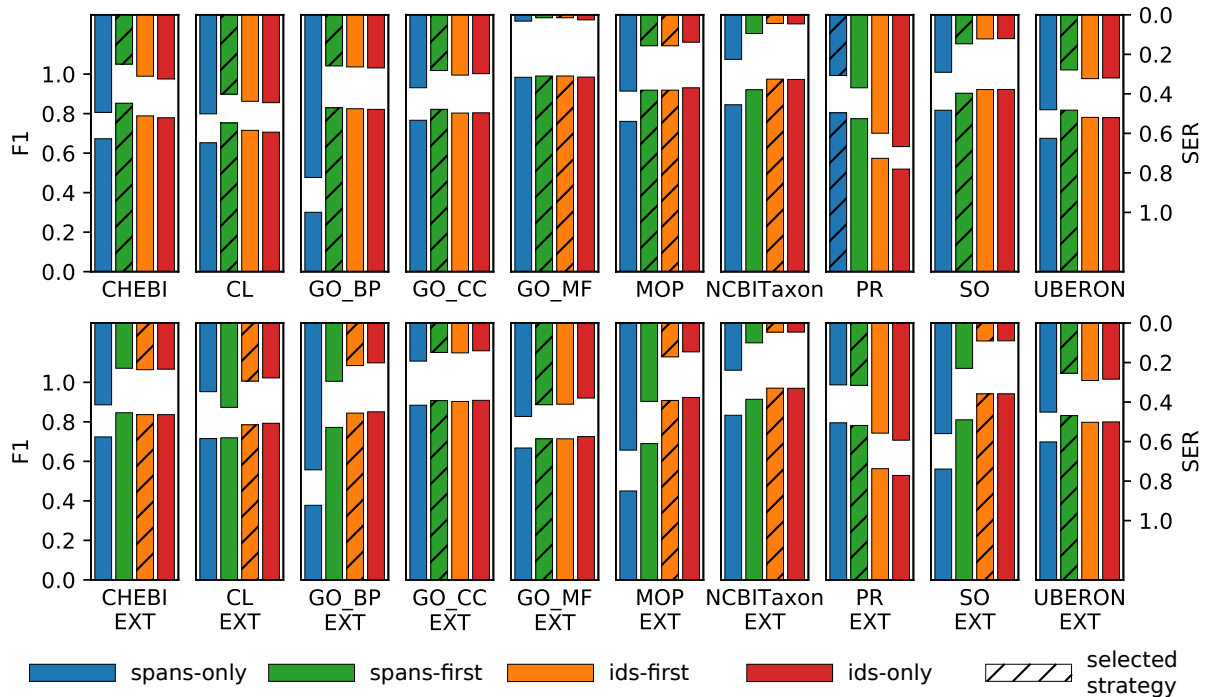 0.0
0.2
0.4
0.6
0.8
1.0
F1
0.0
0.2
0.4
0.6
0.8
1.0
SER
CHEBI CL GO_BP GO_CC GO_MF MOP NCBITaxon PR SO UBERON
0.0
0.2
0.4
0.6
0.8
1.0
F1
0.0
0.2
0.4
0.6
0.8
1.0
SER
CHEBI CL GO_BP GO_CC GO_MF MOP NCBITaxon PR SO UBERON
EXT EXT EXT EXT EXT EXT EXT EXT EXT EXT
spans-only spans-first ids-first ids-only selected
strategy